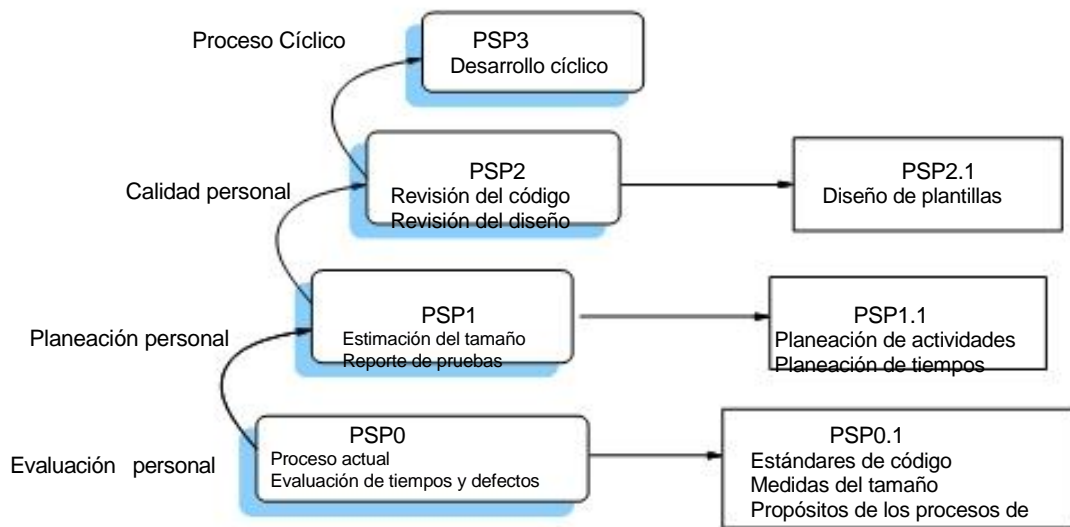 Proceso Cíclico
PSP3
Desarrollo cíclico
Calidad personal
PSP2
Revisión del código
Revisión del diseño
PSP2.1
Diseño de plantillas
Planeación personal
PSP1
Estimación del tamaño
Reporte de pruebas
PSP1.1
Planeación de actividades
Planeación de tiempos
Evaluación personal
PSP0
Proceso actual
Evaluación de tiempos y defectos
PSP0.1
Estándares de código
Medidas del tamaño
Propósitos de los procesos de